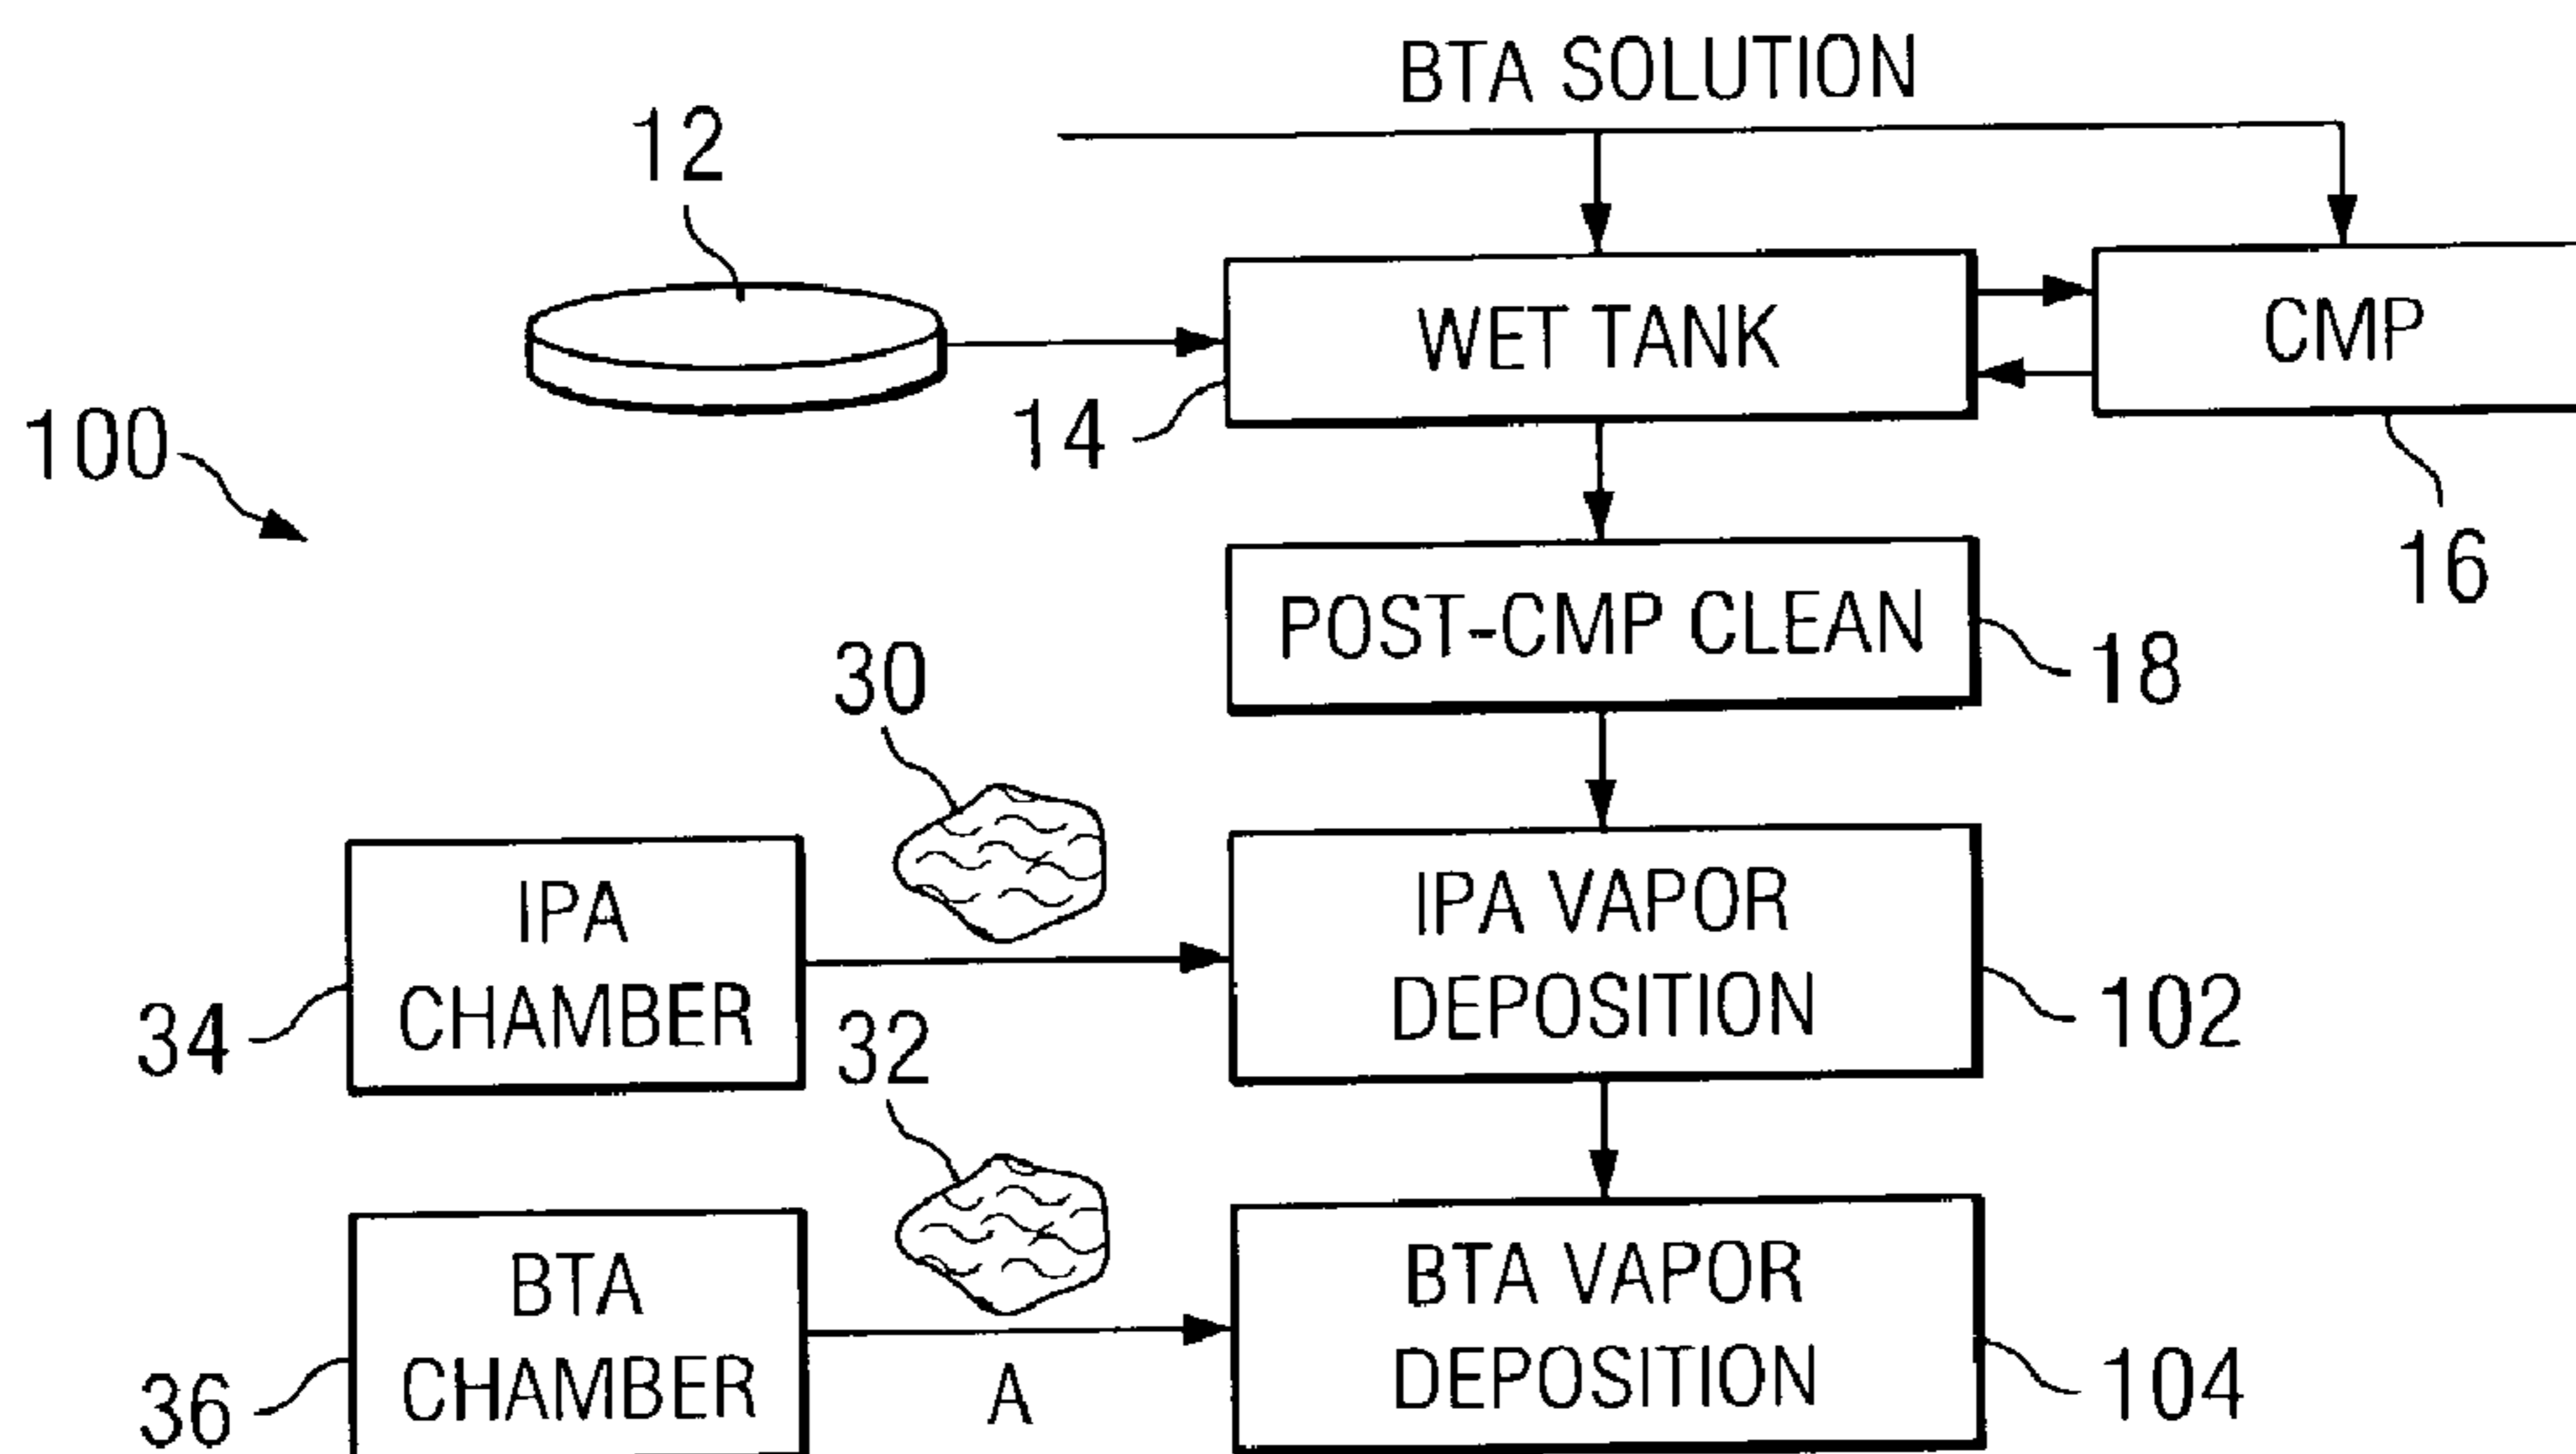 BTA SOLUTION
12
WET TANK
CMP
14
100
16
POST-CMP CLEAN
18
30
IPA
CHAMBER
IPA VAPOR
DEPOSITION
34
102
32
BTA
CHAMBER
BTA VAPOR
DEPOSITION
36
A
104